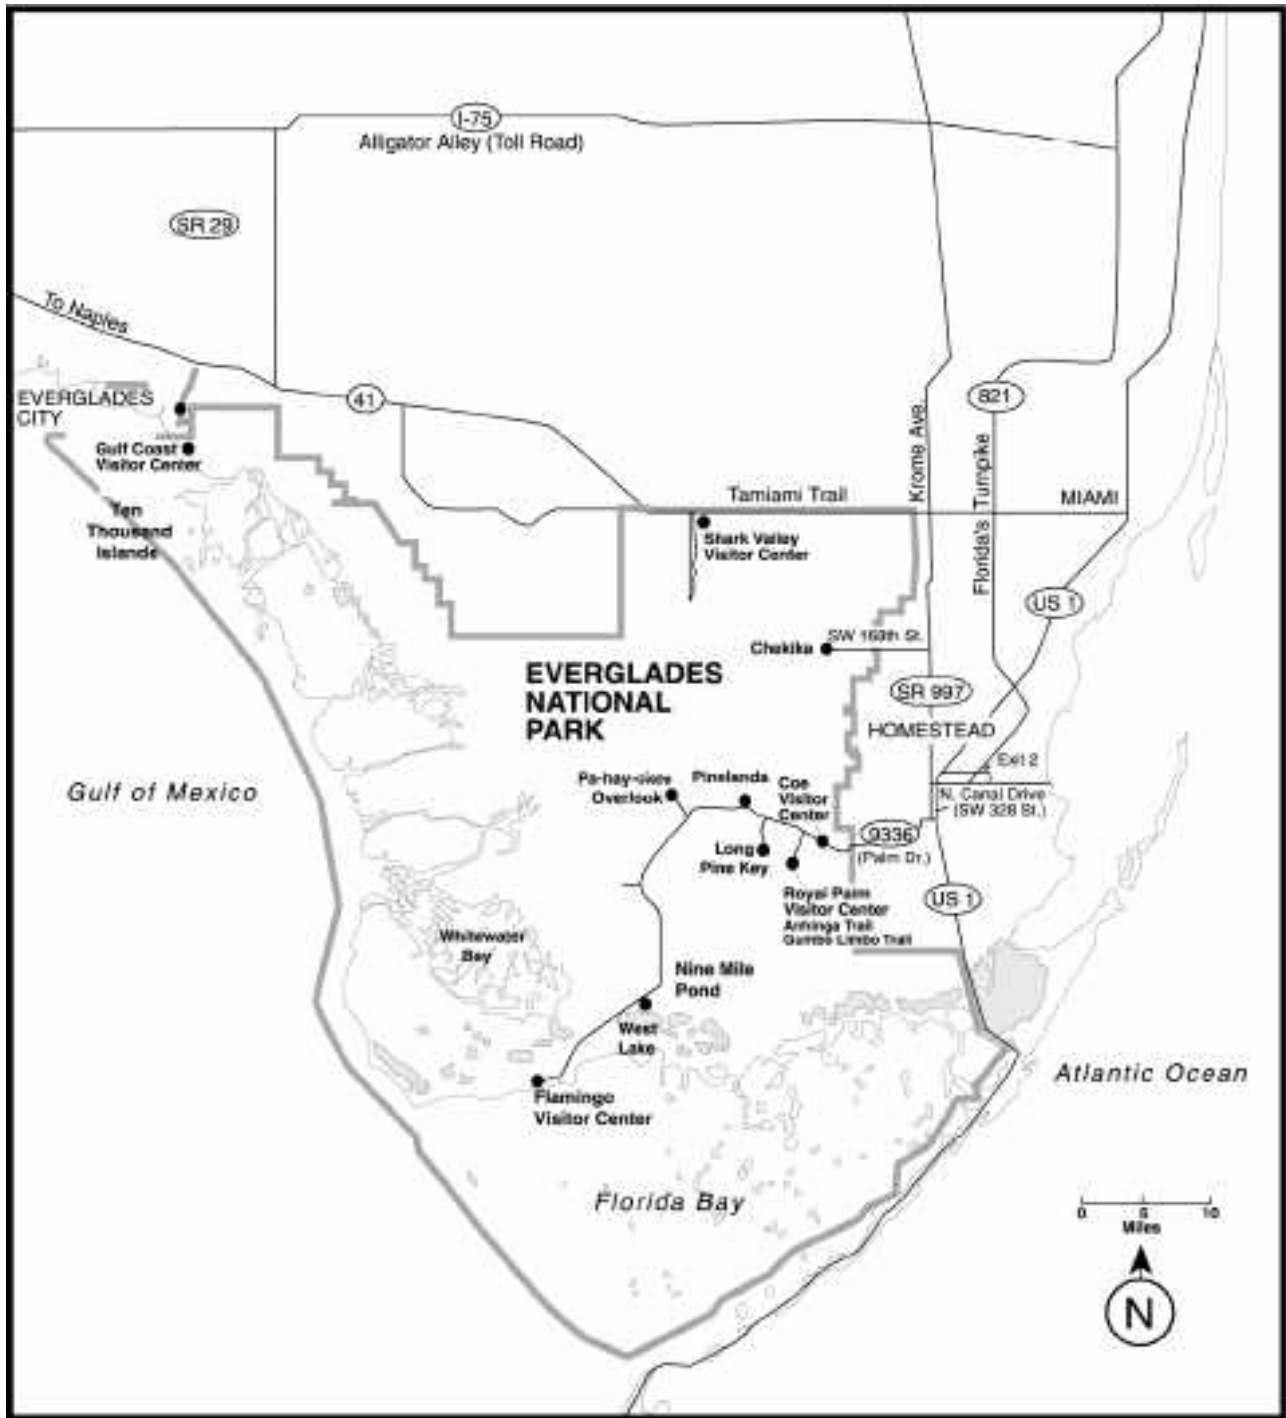 I-75
Alligator Alley (Toll Road)
SR 29
To Naples
EVERGLADES
CITY
41
821
Krome Ave.
Florida's Turnpike
Gulf Coast
Visitor Center
Tamiami Trail
MIAMI
Ten
Thousand
Islands
Shark Valley
Visitor Center
US 1
SW 168th St.
Chekika
EVERGLADES
NATIONAL
PARK
SR 997
HOMESTEAD
Exit 2
Gulf of Mexico
Pa-hay-okee
Overlook
Pinelands
Coe
Visitor
Center
N. Canal Drive
(SW 328 St.)
9336
(Palm Dr.)
Long
Pine Key
Royal Palm
Visitor Center
Anhinga Trail
Gumbo Limbo Trail
US 1
Whitewater
Bay
Nine Mile
Pond
West
Lake
Atlantic Ocean
Flamingo
Visitor Center
Florida Bay
0 5 10
Miles
N